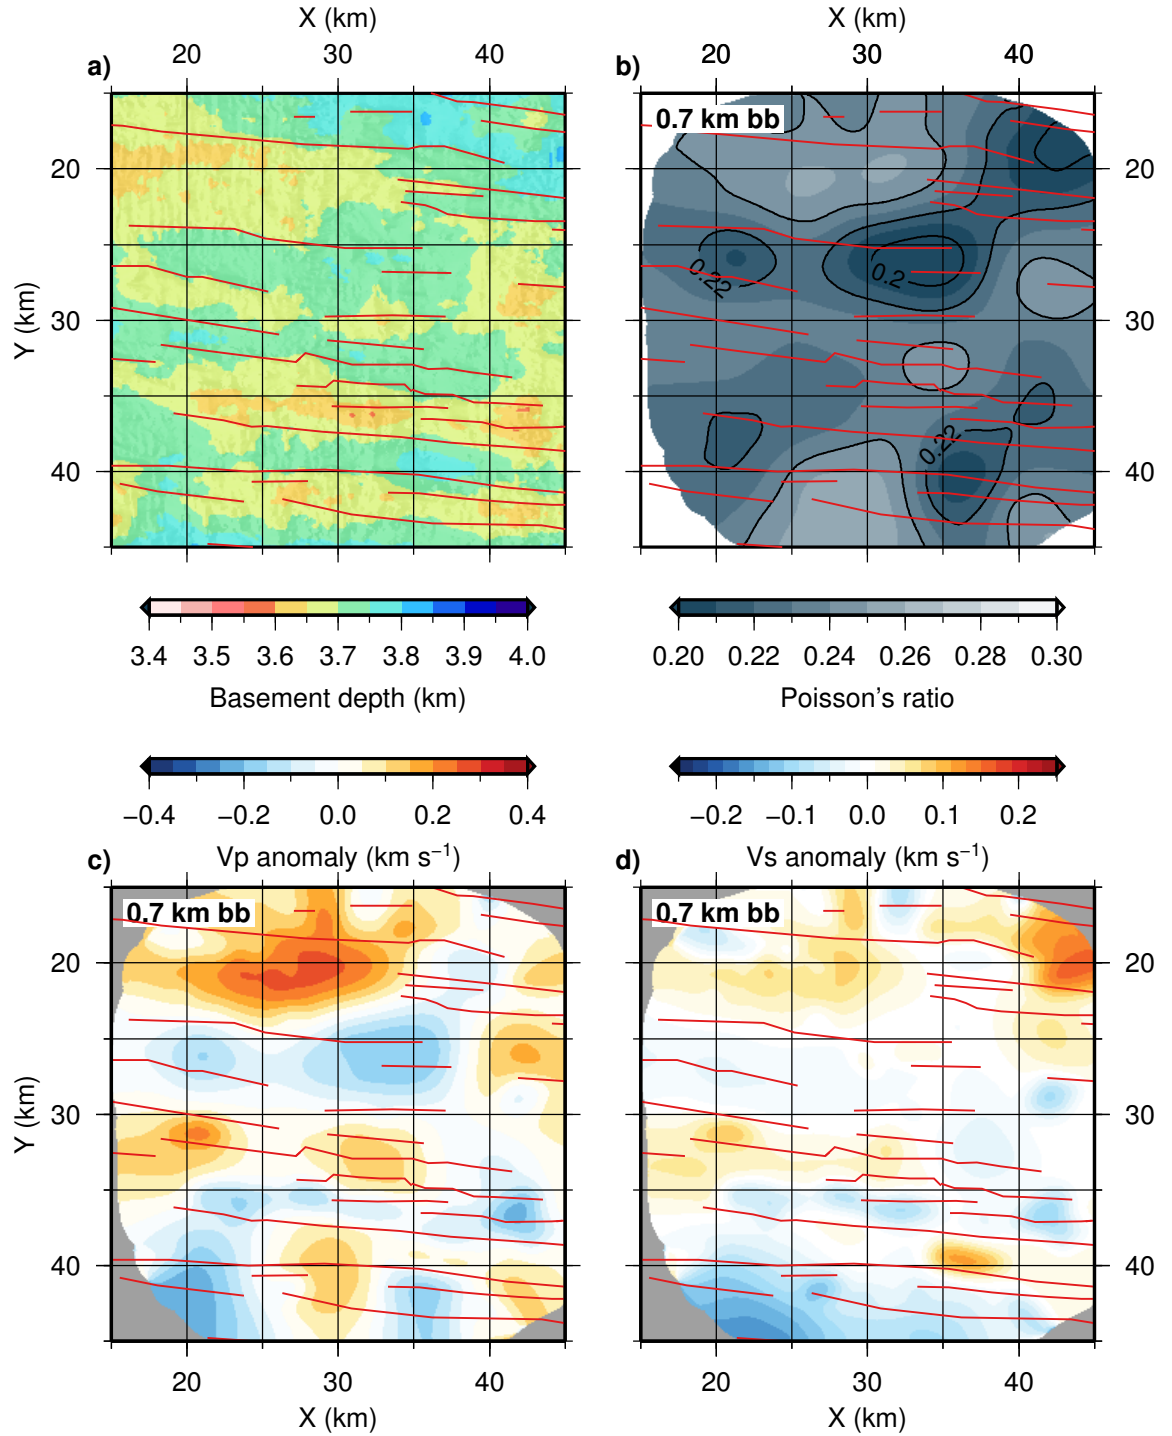 X (km)
X (km)
20 30 40
20 30 40
a)
b)
0.7 km bb
0.22
0.2
0.22
Y (km)
20
30
40
20
30
40
3.4 3.5 3.6 3.7 3.8 3.9 4.0
Basement depth (km)
0.20 0.22 0.24 0.26 0.28 0.30
Poisson's ratio
−0.4 −0.2 0.0 0.2 0.4
Vp anomaly (km s⁻¹)
−0.2 −0.1 0.0 0.1 0.2
Vs anomaly (km s⁻¹)
c)
d)
0.7 km bb
0.7 km bb
Y (km)
20
30
40
20
30
40
20 30 40
20 30 40
X (km)
X (km)